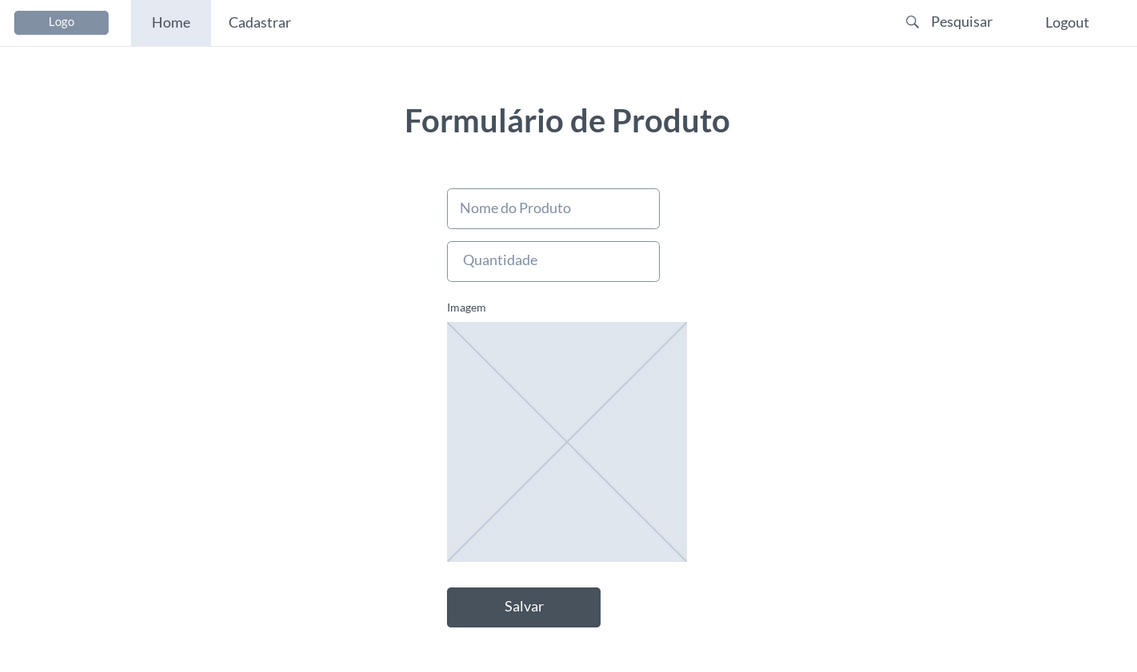 Logo
Home
Cadastrar
Pesquisar
Logout
Formulário de Produto
Nome do Produto
Quantidade
Imagem
Salvar